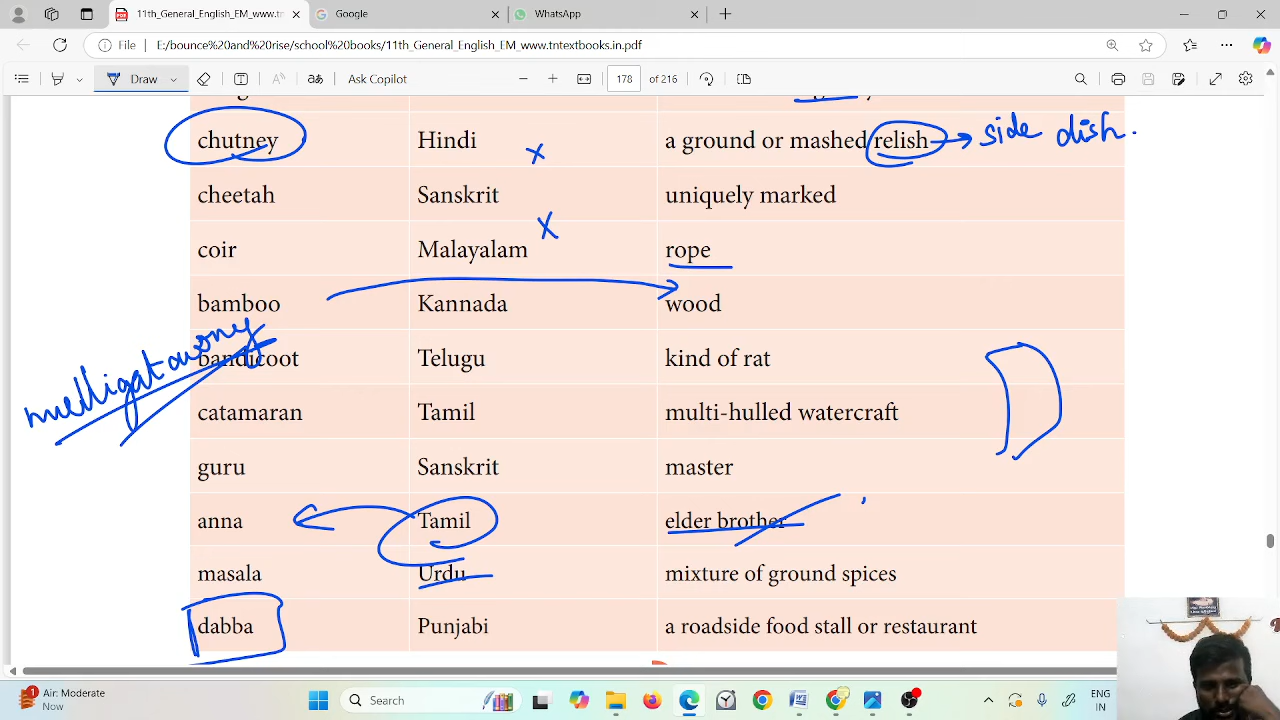 11th_General_English_EM_www.tn
Google
WhatsApp
File
E:/bounce%20and%20rise/school%20books/11th_General_English_EM_www.tntextbooks.in.pdf
Draw
Ask Copilot
178 of 216
chutney Hindi a ground or mashed relish → side dish.
cheetah Sanskrit uniquely marked
coir Malayalam rope
bamboo Kannada wood
bandicoot Telugu kind of rat
catamaran Tamil multi-hulled watercraft
guru Sanskrit master
anna Tamil elder brother
masala Urdu mixture of ground spices
dabba Punjabi a roadside food stall or restaurant
Air: Moderate
Now
Search
ENG
IN